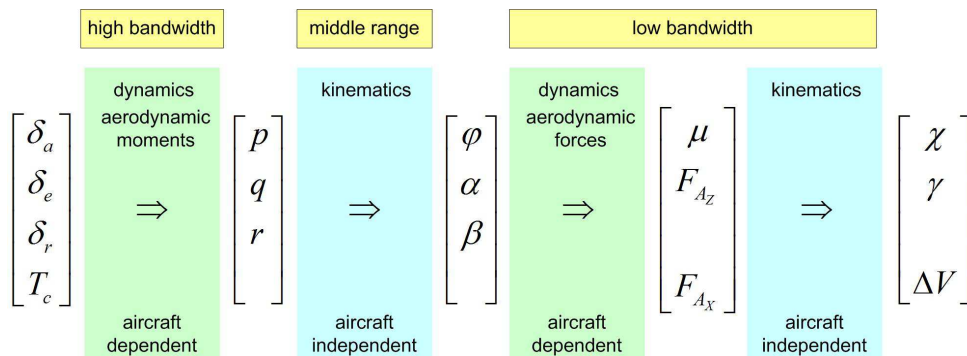 high bandwidth
middle range
low bandwidth
dynamics
aerodynamic
moments
kinematics
dynamics
aerodynamic
forces
kinematics
δa
δe
δr
Tc
⇒
p
q
r
⇒
φ
α
β
⇒
μ
FAZ
FAX
⇒
χ
γ
ΔV
aircraft
dependent
aircraft
independent
aircraft
dependent
aircraft
independent